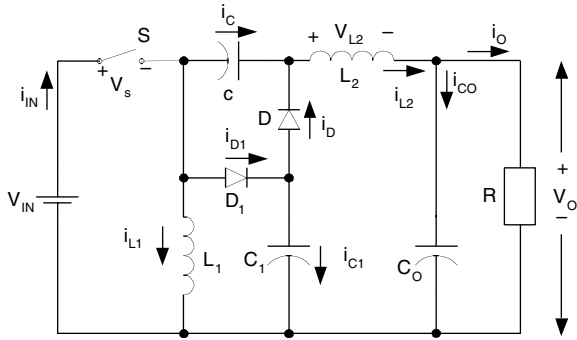 i_C
+ V_L2 −
i_O
S
+ V_s −
i_IN
c
L_2
i_L2
i_CO
D
i_D
i_D1
D_1
V_IN
R
+
V_O
−
i_L1
L_1
C_1
i_C1
C_O